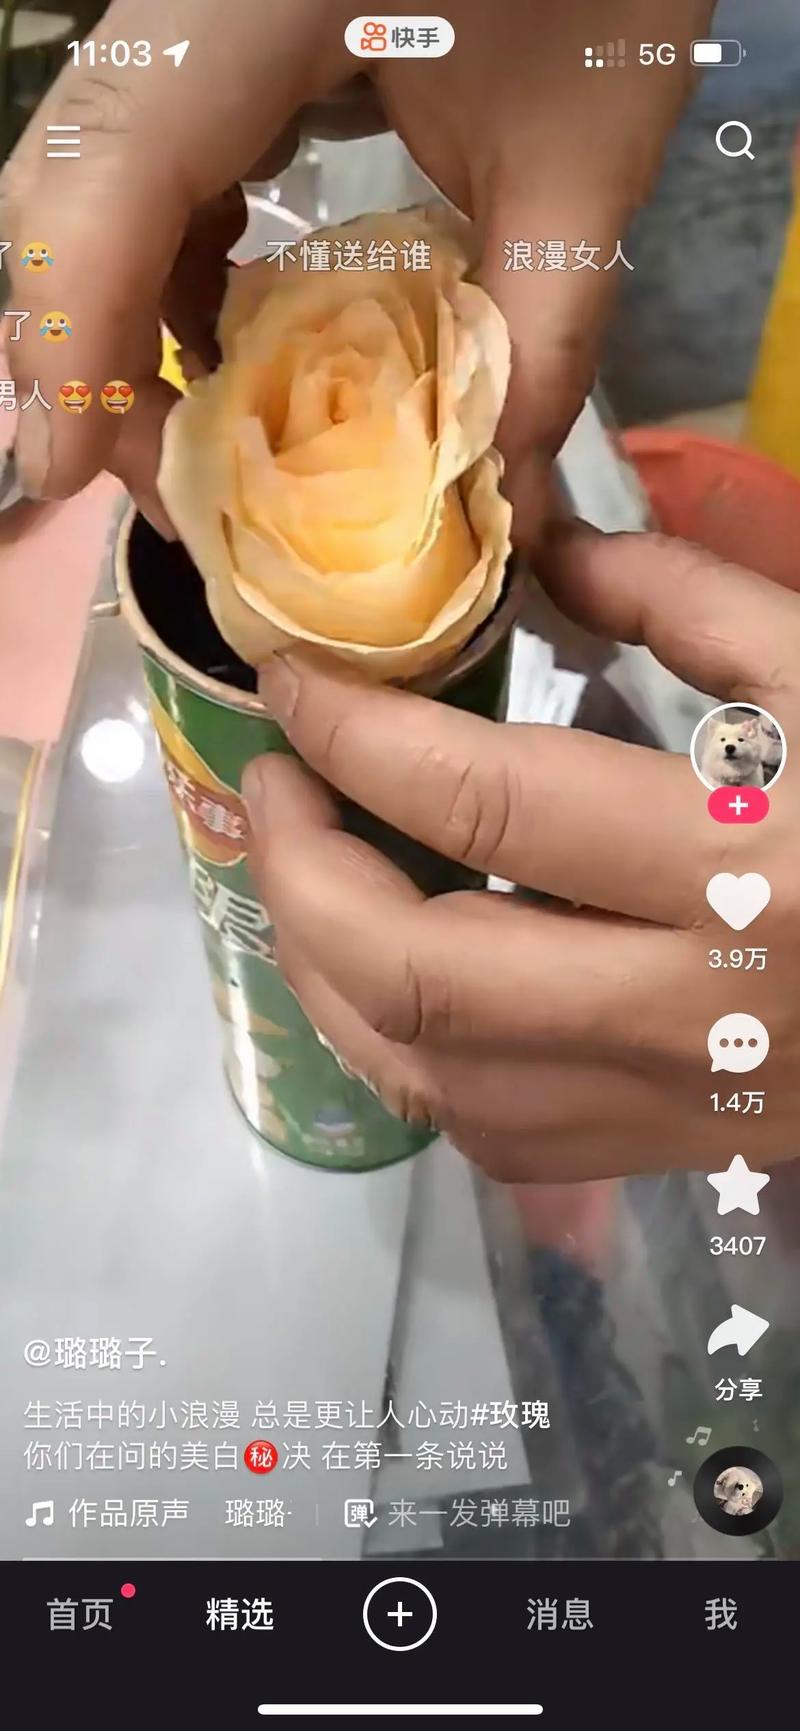 11:03
快手
5G
了😂
不懂送给谁
浪漫女人
了😂
男人😍😍
乐事
3.9万
1.4万
3407
分享
@璐璐子.
生活中的小浪漫 总是更让人心动#玫瑰
你们在问的美白㊙️决 在第一条说说
作品原声 璐璐·
弹 来一发弹幕吧
首页
精选
消息
我